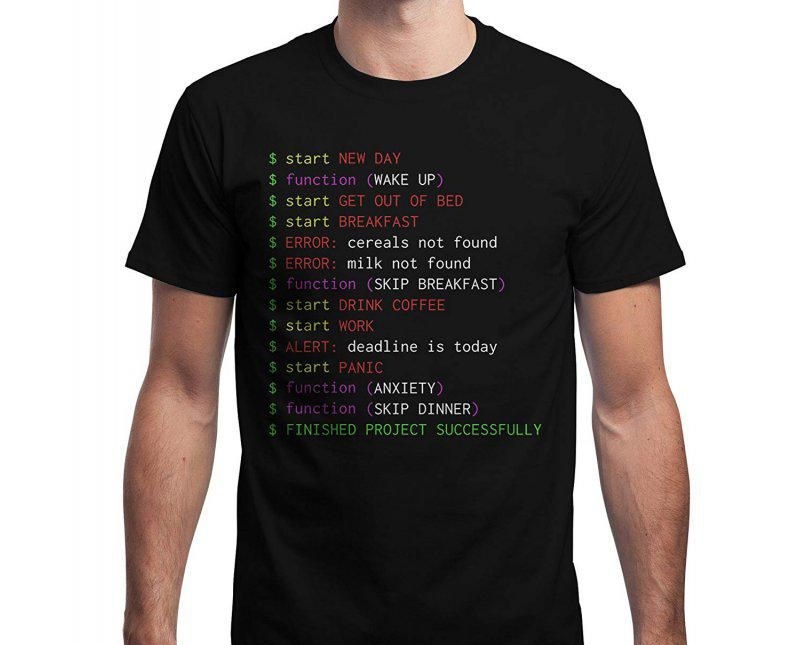 $ start NEW DAY
$ function (WAKE UP)
$ start GET OUT OF BED
$ start BREAKFAST
$ ERROR: cereals not found
$ ERROR: milk not found
$ function (SKIP BREAKFAST)
$ start DRINK COFFEE
$ start WORK
$ ALERT: deadline is today
$ start PANIC
$ function (ANXIETY)
$ function (SKIP DINNER)
$ FINISHED PROJECT SUCCESSFULLY